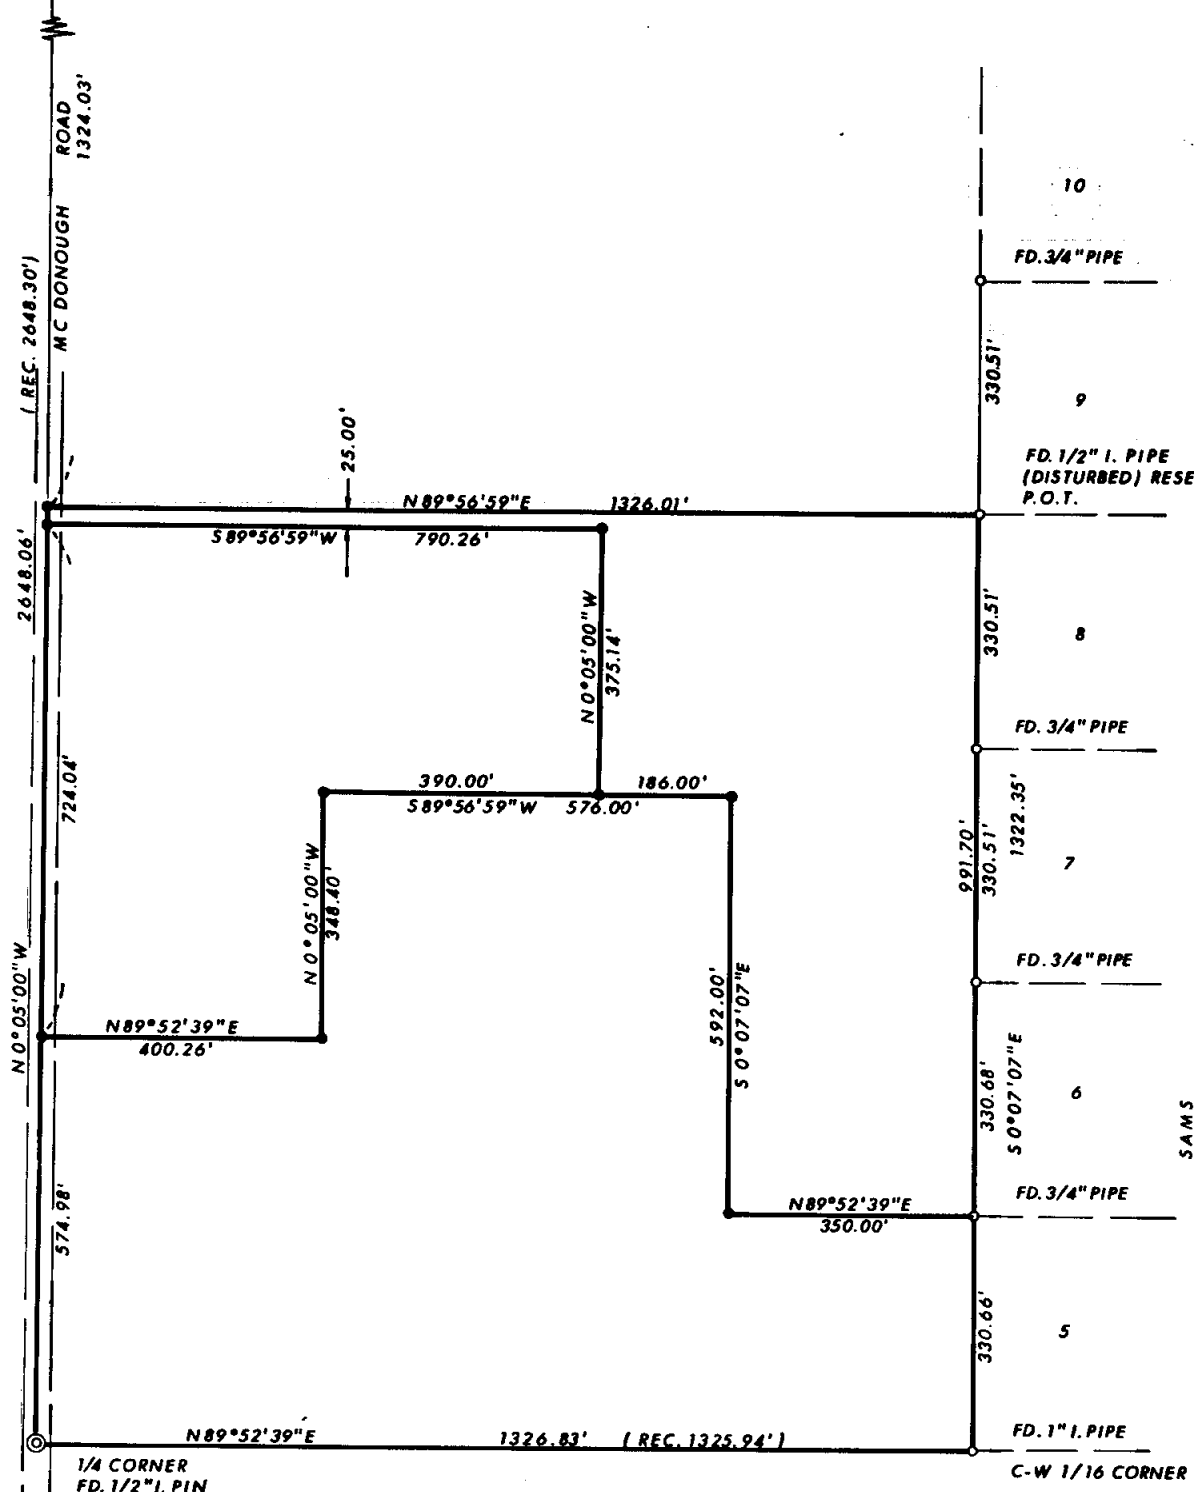 ROAD
1324.03'
MC DONOUGH
( REC. 2648.30')
10
FD. 3/4" PIPE
330.51'
9
25.00'
FD. 1/2" I. PIPE
(DISTURBED) RESE
P.O.T.
N 89°56'59"E 1326.01'
S 89°56'59"W 790.26'
2648.06'
N 0°05'00"W
375.14'
330.51'
8
FD. 3/4" PIPE
724.04'
390.00' 186.00'
S 89°56'59"W 576.00'
1322.35'
991.70'
330.51'
7
N 0°05'00"W
348.40'
FD. 3/4" PIPE
N 0°05'00"W
N 89°52'39"E
400.26'
592.00'
S 0°07'07"E
330.68'
S 0°07'07"E
6
SAMS
FD. 3/4" PIPE
N 89°52'39"E
350.00'
574.98'
330.66'
5
N 89°52'39"E 1326.83' ( REC. 1325.94')
FD. 1" I. PIPE
1/4 CORNER
FD. 1/2" I. PIN
C-W 1/16 CORNER